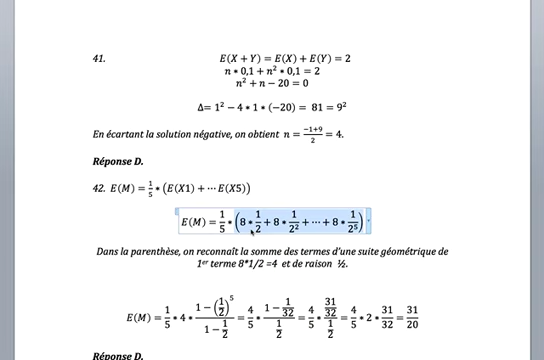 41. E(X + Y) = E(X) + E(Y) = 2
n * 0,1 + n² * 0,1 = 2
n² + n − 20 = 0
Δ= 1² − 4 * 1 * (−20) = 81 = 9²
En écartant la solution négative, on obtient n = (−1+9)/2 = 4.
Réponse D.
42. E(M) = 1/5 * (E(X1) + ⋯ E(X5))
E(M) = 1/5 * (8 * 1/2 + 8 * 1/2² + ⋯ + 8 * 1/2⁵)
Dans la parenthèse, on reconnaît la somme des termes d'une suite géométrique de
1er terme 8*1/2 =4 et de raison ½.
E(M) = 1/5 * 4 * (1 − (1/2)⁵)/(1 − 1/2) = 4/5 * (1 − 1/32)/(1/2) = 4/5 * (31/32)/(1/2) = 4/5 * 2 * 31/32 = 31/20
Réponse D.